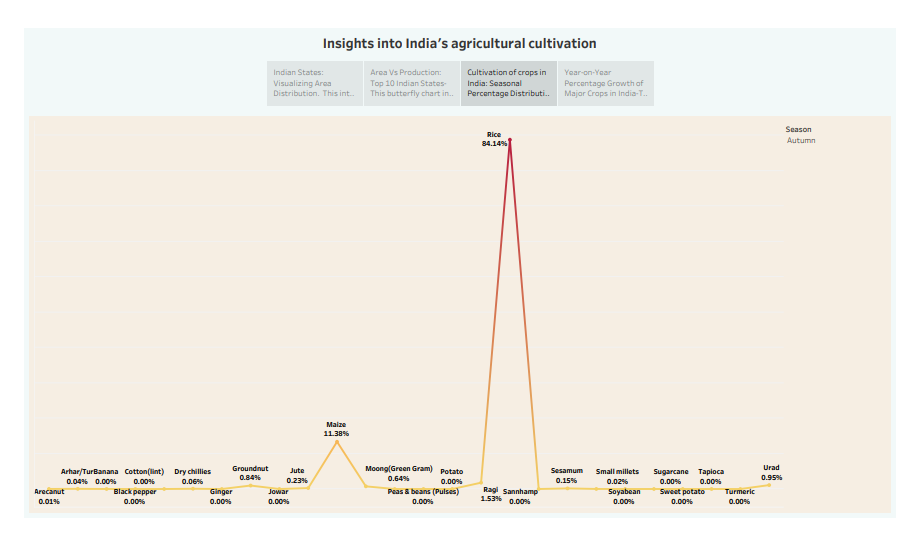 Insights into India's agricultural cultivation
Indian States:
Visualizing Area
Distribution. This int..
Area Vs Production:
Top 10 Indian States-
This butterfly chart in..
Cultivation of crops in
India: Seasonal
Percentage Distributi..
Year-on-Year
Percentage Growth of
Major Crops in India-T..
Season
Autumn
Rice
84.14%
Maize
11.38%
Arecanut
0.01%
Arhar/Tur
0.04%
Banana
0.00%
Black pepper
0.00%
Cotton(lint)
0.00%
Dry chillies
0.06%
Ginger
0.00%
Groundnut
0.84%
Jowar
0.00%
Jute
0.23%
Moong(Green Gram)
0.64%
Peas & beans (Pulses)
0.00%
Potato
0.00%
Ragi
1.53%
Sannhamp
0.00%
Sesamum
0.15%
Small millets
0.02%
Soyabean
0.00%
Sugarcane
0.00%
Sweet potato
0.00%
Tapioca
0.00%
Turmeric
0.00%
Urad
0.95%